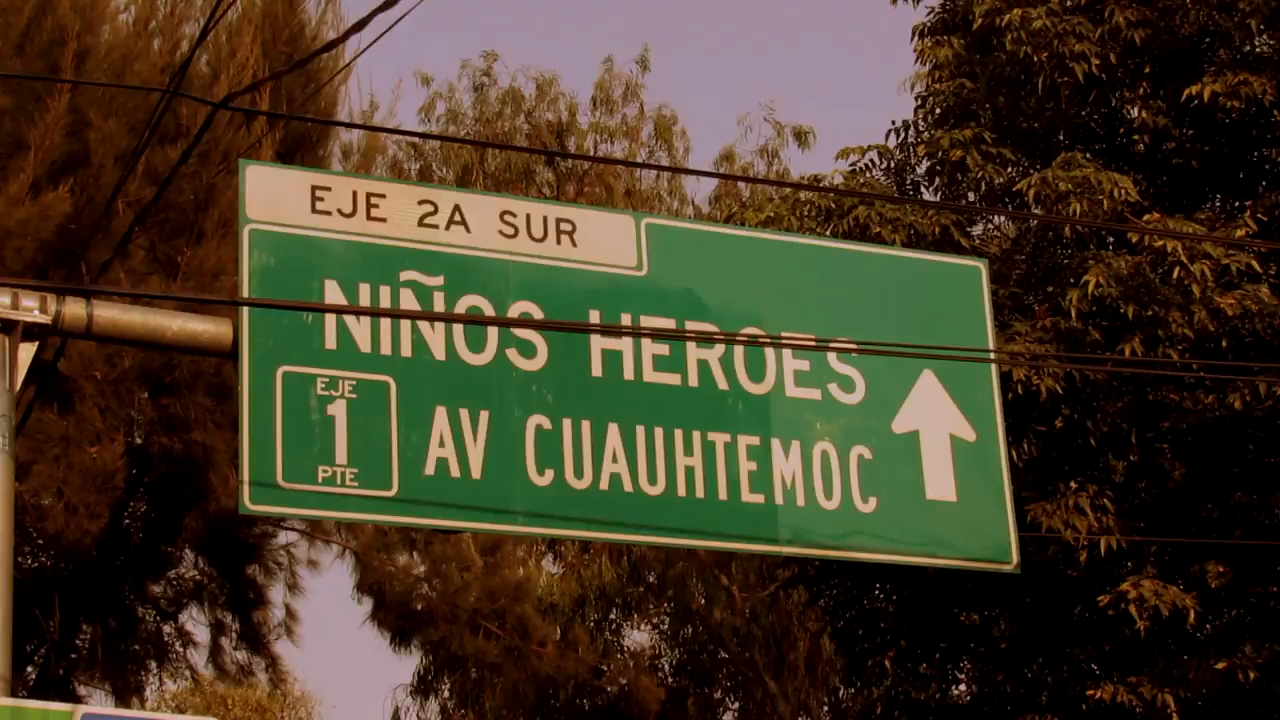 EJE 2A SUR
NIÑOS HEROES
EJE
1
PTE
AV CUAUHTEMOC